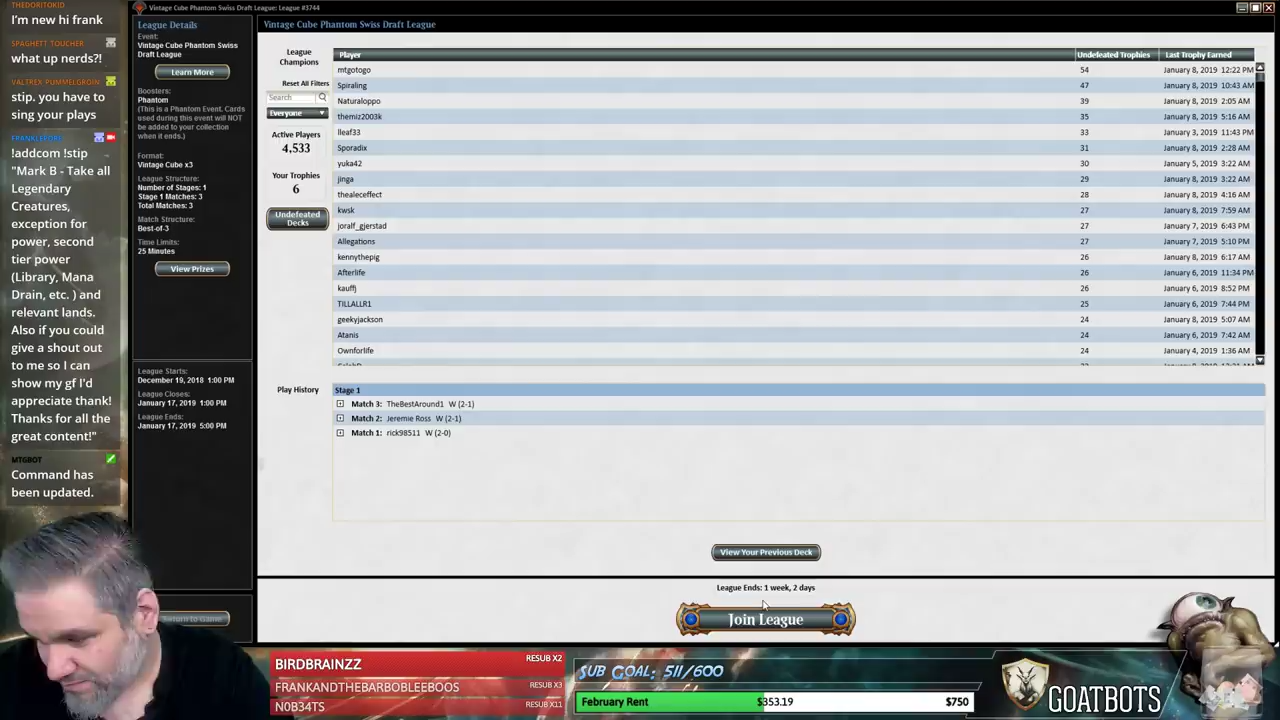 THEDORITOKID
I'm new hi frank
SPAGHETT TOUCHER
what up nerds?!
VALTREX PUMMELGROIN
stip. you have to
sing your plays
FRANKLEPORE
!addcom !stip
"Mark B - Take all
Legendary
Creatures,
exception for
power, second
tier power
(Library, Mana
Drain, etc. ) and
relevant lands.
Also if you could
give a shout out
to me so I can
show my gf I'd
appreciate thank!
Thanks for all the
great content!"
MTGBOT
Command has
been updated.
Vintage Cube Phantom Swiss Draft League: League #3744
League Details
Event:
Vintage Cube Phantom Swiss
Draft League
Learn More
Boosters:
Phantom
(This is a Phantom Event. Cards
used during this event will NOT
be added to your collection
when it ends.)
Format:
Vintage Cube x3
League Structure:
Number of Stages: 1
Stage 1 Matches: 3
Total Matches: 3
Match Structure:
Best-of-3
Time Limits:
25 Minutes
View Prizes
League Starts:
December 19, 2018 1:00 PM
League Closes:
January 17, 2019 1:00 PM
League Ends:
January 17, 2019 5:00 PM
Return to Game
Vintage Cube Phantom Swiss Draft League
League
Champions
Reset All Filters
Search
Everyone
Active Players
4,533
Your Trophies
6
Undefeated
Decks
Player Undefeated Trophies Last Trophy Earned
mtgotogo 54 January 8, 2019 12:22 PM
Spiraling 47 January 8, 2019 10:43 AM
Naturaloppo 39 January 8, 2019 2:05 AM
themiz2003k 35 January 8, 2019 5:16 AM
lleaf33 33 January 3, 2019 11:43 PM
Sporadix 31 January 8, 2019 2:28 AM
yuka42 30 January 5, 2019 3:22 AM
jinga 29 January 8, 2019 3:22 AM
thealeceffect 28 January 8, 2019 4:16 AM
kwsk 27 January 8, 2019 7:59 AM
joralf_gjerstad 27 January 7, 2019 6:43 PM
Allegations 27 January 7, 2019 5:10 PM
kennythepig 26 January 8, 2019 6:17 AM
Afterlife 26 January 6, 2019 11:34 PM
kauffj 26 January 6, 2019 8:52 PM
TILLALLR1 25 January 6, 2019 7:44 PM
geekyjackson 24 January 8, 2019 5:07 AM
Atanis 24 January 6, 2019 7:42 AM
Ownforlife 24 January 4, 2019 1:36 AM
Play History
Stage 1
Match 3: TheBestAround1 W (2-1)
Match 2: Jeremie Ross W (2-1)
Match 1: rick98511 W (2-0)
View Your Previous Deck
League Ends: 1 week, 2 days
Join League
BIRDBRAINZZ RESUB X2
FRANKANDTHEBARBOBLEEBOOS RESUB X3
N0B34TS RESUB X11
SUB GOAL: 511/600
February Rent $353.19 $750
GOATBOTS